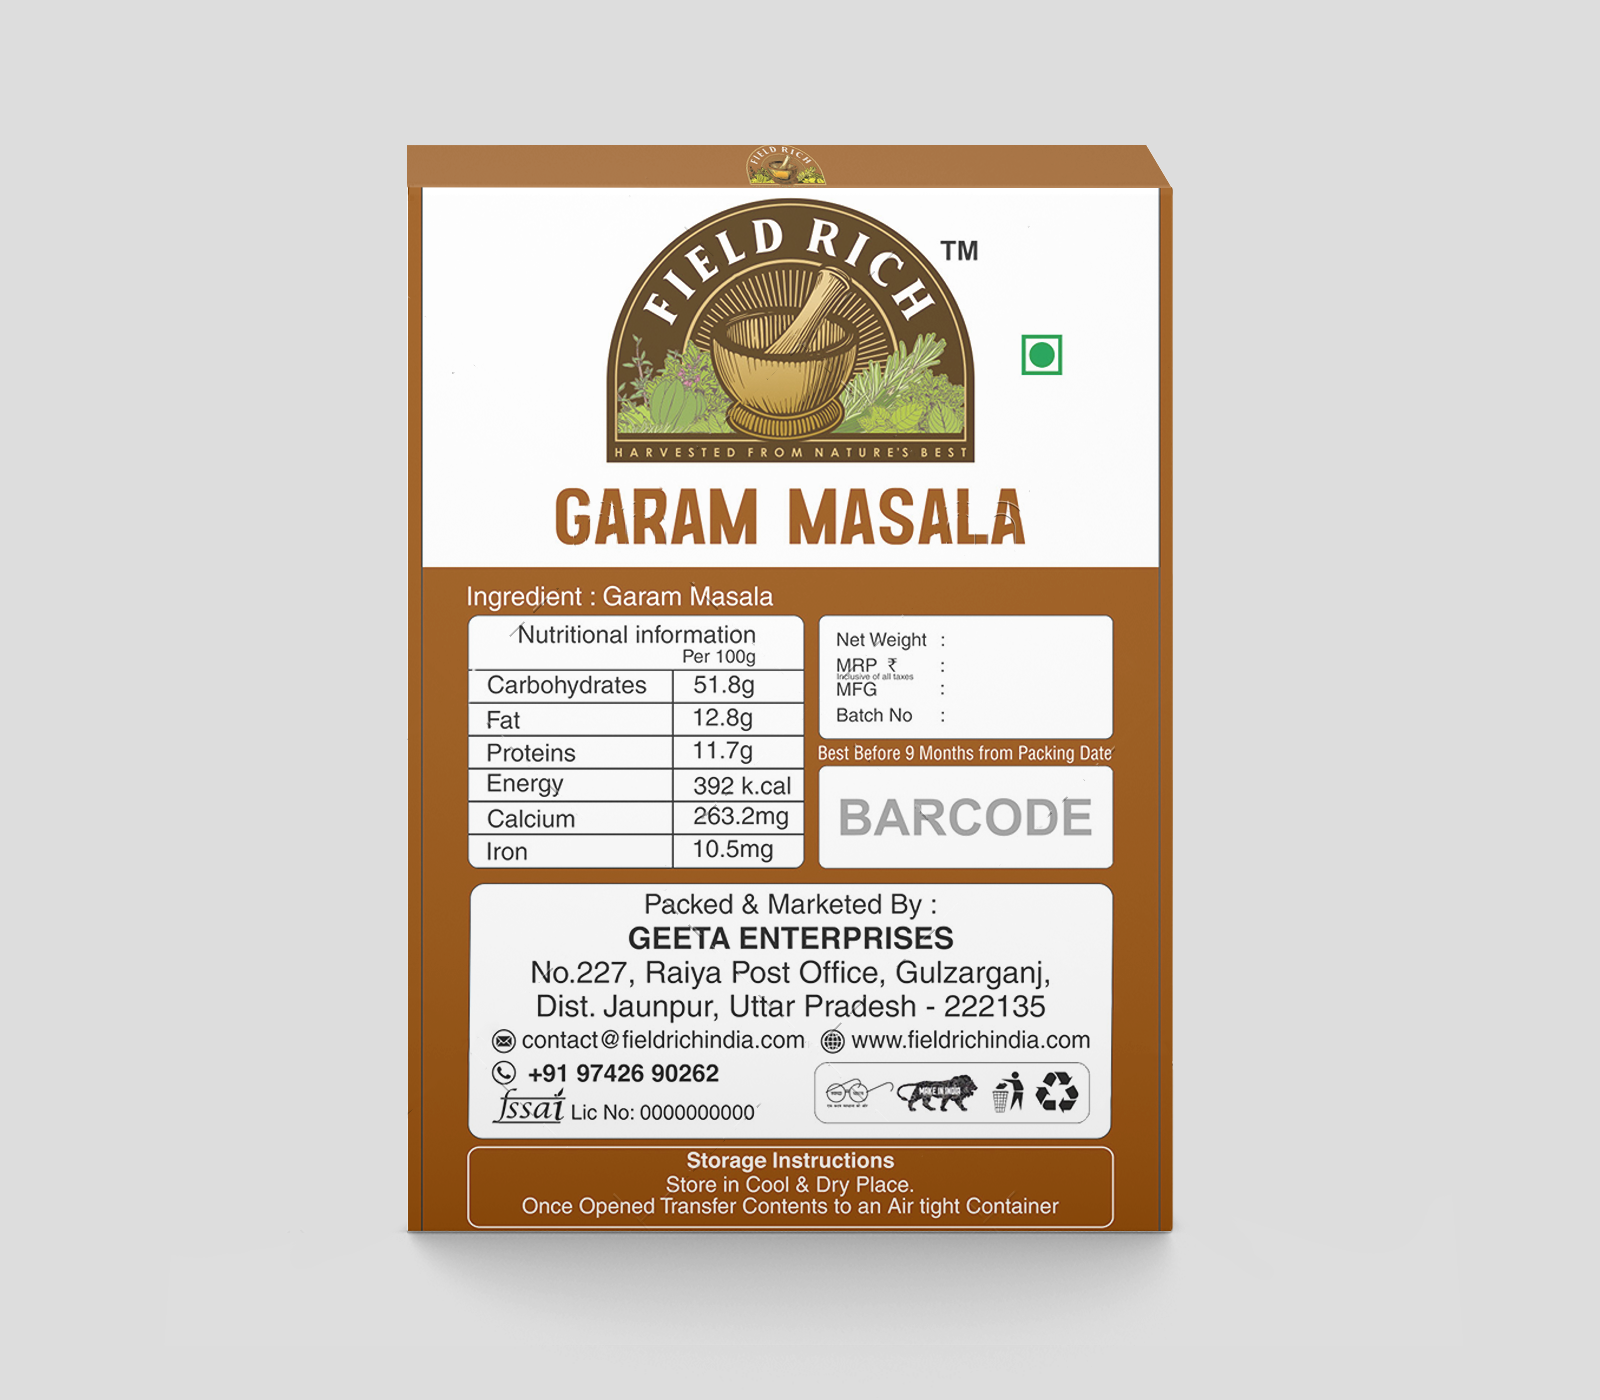 FIELD RICH
FIELD RICH
TM
HARVESTED FROM NATURE'S BEST
GARAM MASALA
Ingredient : Garam Masala
Nutritional information
Per 100g
Carbohydrates 51.8g
Fat 12.8g
Proteins 11.7g
Energy 392 k.cal
Calcium 263.2mg
Iron 10.5mg
Net Weight :
MRP ₹ :
Inclusive of all taxes
MFG :
Batch No :
Best Before 9 Months from Packing Date
BARCODE
Packed & Marketed By :
GEETA ENTERPRISES
No.227, Raiya Post Office, Gulzarganj,
Dist. Jaunpur, Uttar Pradesh - 222135
contact@fieldrichindia.com www.fieldrichindia.com
+91 97426 90262
fssai Lic No: 0000000000
MAKE IN INDIA
Storage Instructions
Store in Cool & Dry Place.
Once Opened Transfer Contents to an Air tight Container